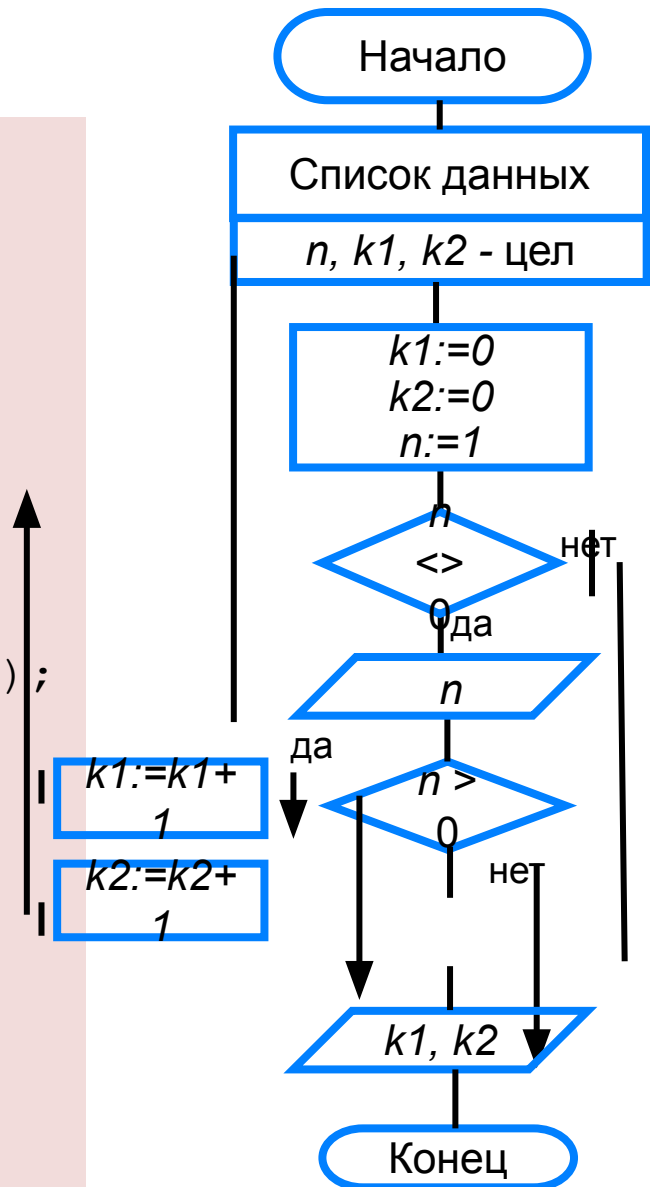 Начало
Список данных
n, k1, k2 - цел
k1:=0
k2:=0
n:=1
n
<>
0
нет
да
n
);
да
n >
0
k1:=k1+
1
k2:=k2+
1
нет
k1, k2
Конец